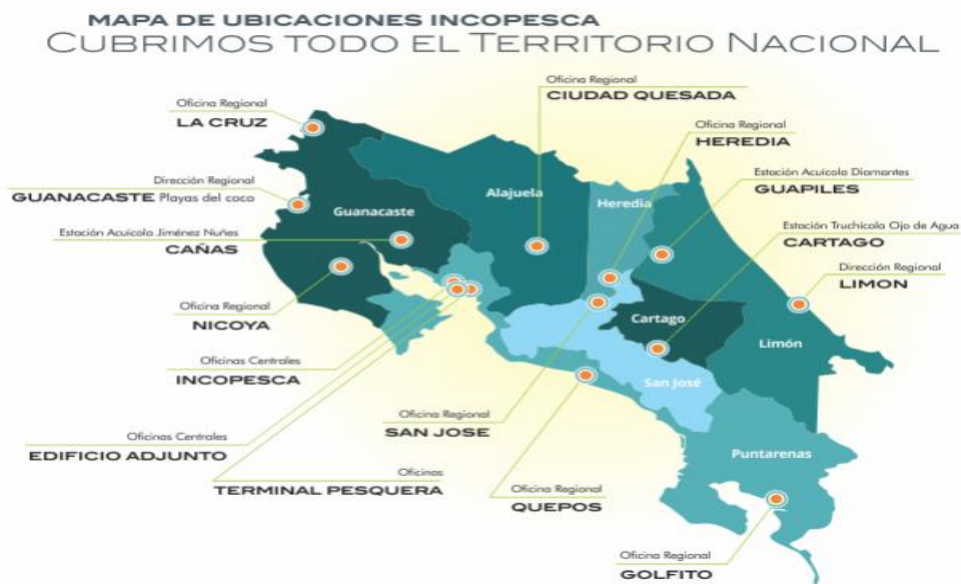 MAPA DE UBICACIONES INCOPESCA
CUBRIMOS TODO EL TERRITORIO NACIONAL
Oficina Regional
LA CRUZ
Dirección Regional
GUANACASTE Playas del coco
Estación Acuícola Jiménez Nuñes
CAÑAS
Oficina Regional
NICOYA
Oficinas Centrales
INCOPESCA
Oficinas Centrales
EDIFICIO ADJUNTO
Oficinas
TERMINAL PESQUERA
Oficina Regional
SAN JOSE
Oficina Regional
QUEPOS
Oficina Regional
GOLFITO
Oficina Regional
CIUDAD QUESADA
Oficina Regional
HEREDIA
Estación Acuícola Diamantes
GUAPILES
Estación Truchícola Ojo de Agua
CARTAGO
Dirección Regional
LIMON
Guanacaste
Alajuela
Heredia
Cartago
Limón
San José
Puntarenas